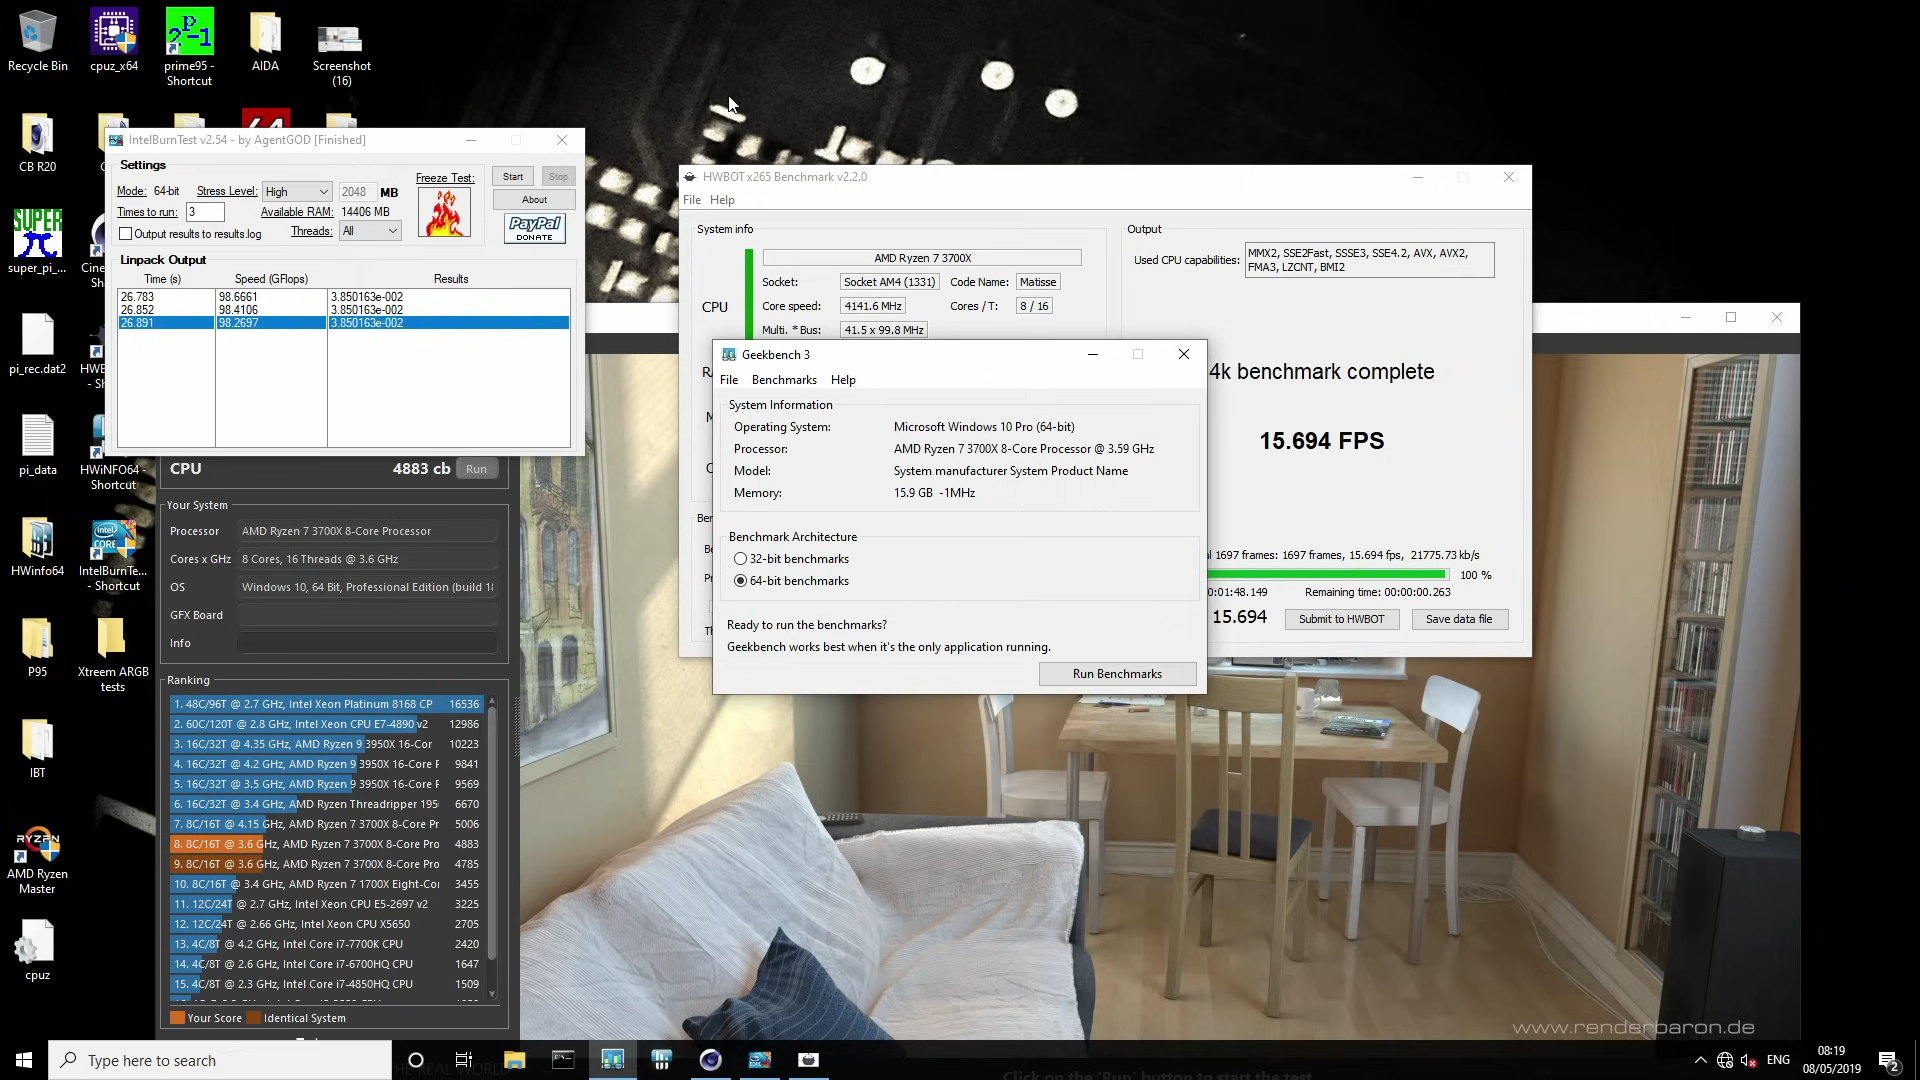 Recycle Bin
cpuz_x64
prime95 -
Shortcut
AIDA
Screenshot
(16)
CB R20
super_pi_...
pi_rec.dat2
pi_data
HWiNFO64 -
Shortcut
HWinfo64
IntelBurnTe...
- Shortcut
P95
Xtreem ARGB
tests
IBT
AMD Ryzen
Master
cpuz
IntelBurnTest v2.54 - by AgentGOD [Finished]
Settings
Mode: 64-bit
Stress Level: High
2048 MB
Times to run: 3
Available RAM: 14406 MB
Output results to results.log
Threads: All
Freeze Test:
Start
Stop
About
PayPal
DONATE
Linpack Output
Time (s) Speed (GFlops) Results
26.783 98.6661 3.850163e-002
26.852 98.4106 3.850163e-002
26.891 98.2697 3.850163e-002
CPU 4883 cb Run
Your System
Processor AMD Ryzen 7 3700X 8-Core Processor
Cores x GHz 8 Cores, 16 Threads @ 3.6 GHz
OS Windows 10, 64 Bit, Professional Edition (build 18
GFX Board
Info
Ranking
1. 48C/96T @ 2.7 GHz, Intel Xeon Platinum 8168 CP 16536
2. 60C/120T @ 2.8 GHz, Intel Xeon CPU E7-4890 v2 12986
3. 16C/32T @ 4.35 GHz, AMD Ryzen 9 3950X 16-Cor 10223
4. 16C/32T @ 4.2 GHz, AMD Ryzen 9 3950X 16-Core F 9841
5. 16C/32T @ 3.5 GHz, AMD Ryzen 9 3950X 16-Core F 9569
6. 16C/32T @ 3.4 GHz, AMD Ryzen Threadripper 195 6670
7. 8C/16T @ 4.15 GHz, AMD Ryzen 7 3700X 8-Core Pr 5006
8. 8C/16T @ 3.6 GHz, AMD Ryzen 7 3700X 8-Core Pro 4883
9. 8C/16T @ 3.6 GHz, AMD Ryzen 7 3700X 8-Core Pro 4785
10. 8C/16T @ 3.4 GHz, AMD Ryzen 7 1700X Eight-Cor 3455
11. 12C/24T @ 2.7 GHz, Intel Xeon CPU E5-2697 v2 3225
12. 12C/24T @ 2.66 GHz, Intel Xeon CPU X5650 2705
13. 4C/8T @ 4.2 GHz, Intel Core i7-7700K CPU 2420
14. 4C/8T @ 2.6 GHz, Intel Core i7-6700HQ CPU 1647
15. 4C/8T @ 2.3 GHz, Intel Core i7-4850HQ CPU 1509
Your Score Identical System
HWBOT x265 Benchmark v2.2.0
File Help
System info
AMD Ryzen 7 3700X
CPU
Socket: Socket AM4 (1331) Code Name: Matisse
Core speed: 4141.6 MHz Cores / T: 8 / 16
Multi. * Bus: 41.5 x 99.8 MHz
Output
Used CPU capabilities: MMX2, SSE2Fast, SSSE3, SSE4.2, AVX, AVX2,
FMA3, LZCNT, BMI2
4k benchmark complete
15.694 FPS
1697 frames: 1697 frames, 15.694 fps, 21775.73 kb/s
100 %
0:01:48.149 Remaining time: 00:00:00.263
15.694 Submit to HWBOT Save data file
Geekbench 3
File Benchmarks Help
System Information
Operating System: Microsoft Windows 10 Pro (64-bit)
Processor: AMD Ryzen 7 3700X 8-Core Processor @ 3.59 GHz
Model: System manufacturer System Product Name
Memory: 15.9 GB -1MHz
Benchmark Architecture
32-bit benchmarks
64-bit benchmarks
Ready to run the benchmarks?
Geekbench works best when it's the only application running.
Run Benchmarks
www.renderbaron.de
Click on the 'Run' button to start the test
Type here to search
ENG
08:19
08/05/2019
2